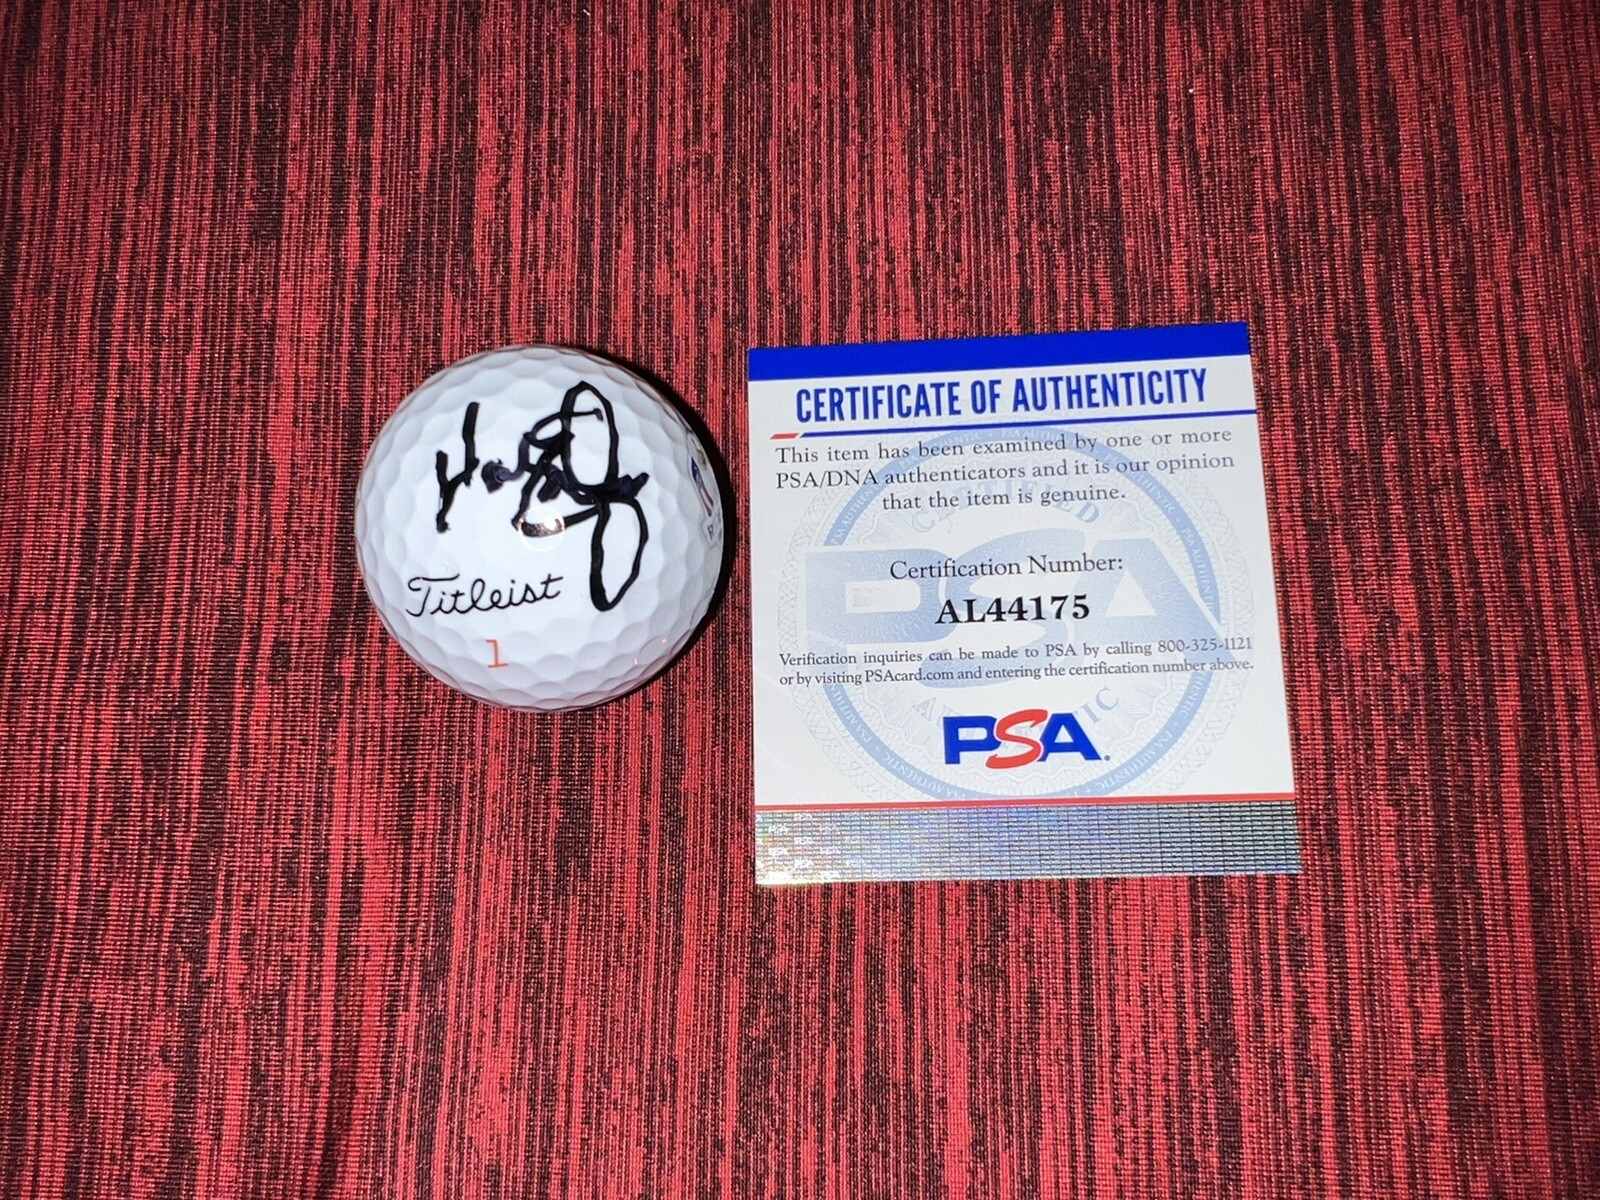 Titleist
1
CERTIFICATE OF AUTHENTICITY
This item has been examined by one or more
PSA/DNA authenticators and it is our opinion
that the item is genuine.
Certification Number:
AL44175
Verification inquiries can be made to PSA by calling 800-325-1121
or by visiting PSAcard.com and entering the certification number above.
PSA